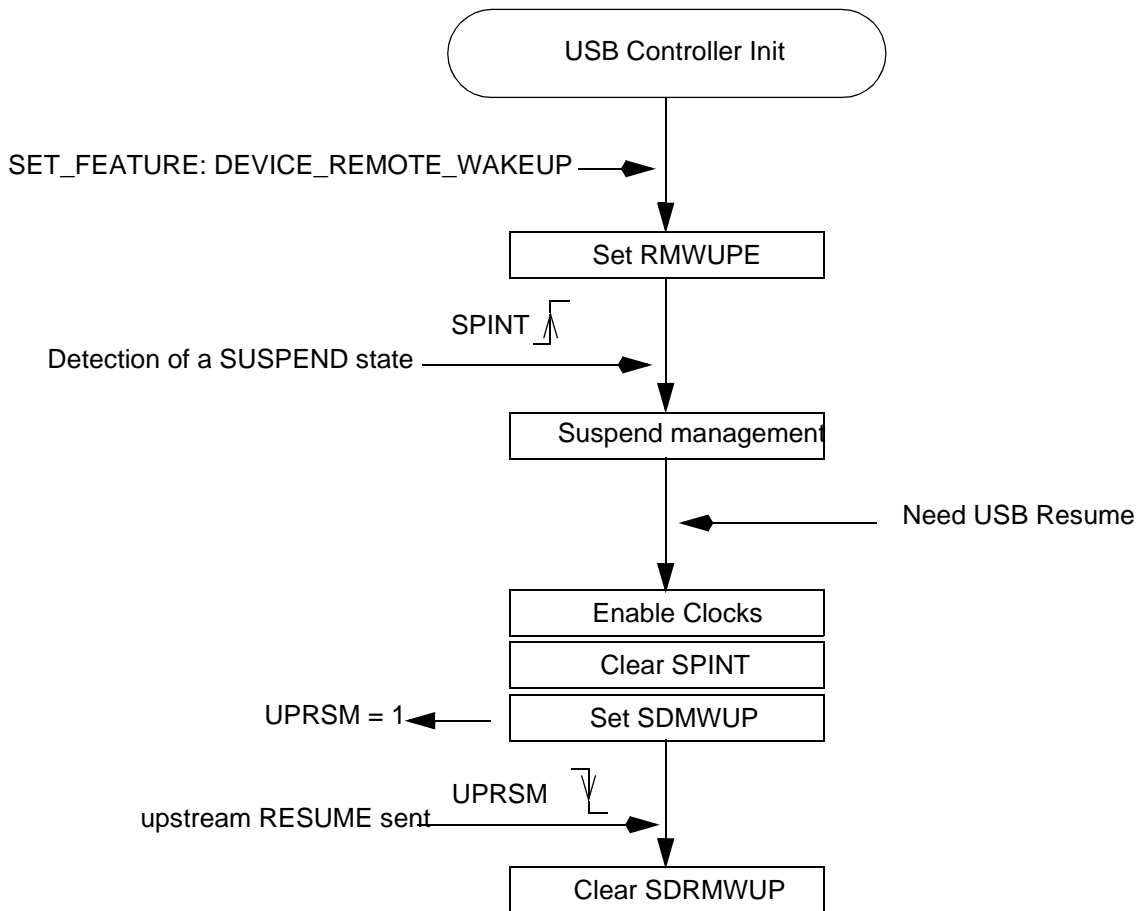 USB Controller Init
SET_FEATURE: DEVICE_REMOTE_WAKEUP
Set RMWUPE
SPINT
Detection of a SUSPEND state
Suspend management
Need USB Resume
Enable Clocks
Clear SPINT
UPRSM = 1
Set SDMWUP
UPRSM
upstream RESUME sent
Clear SDRMWUP